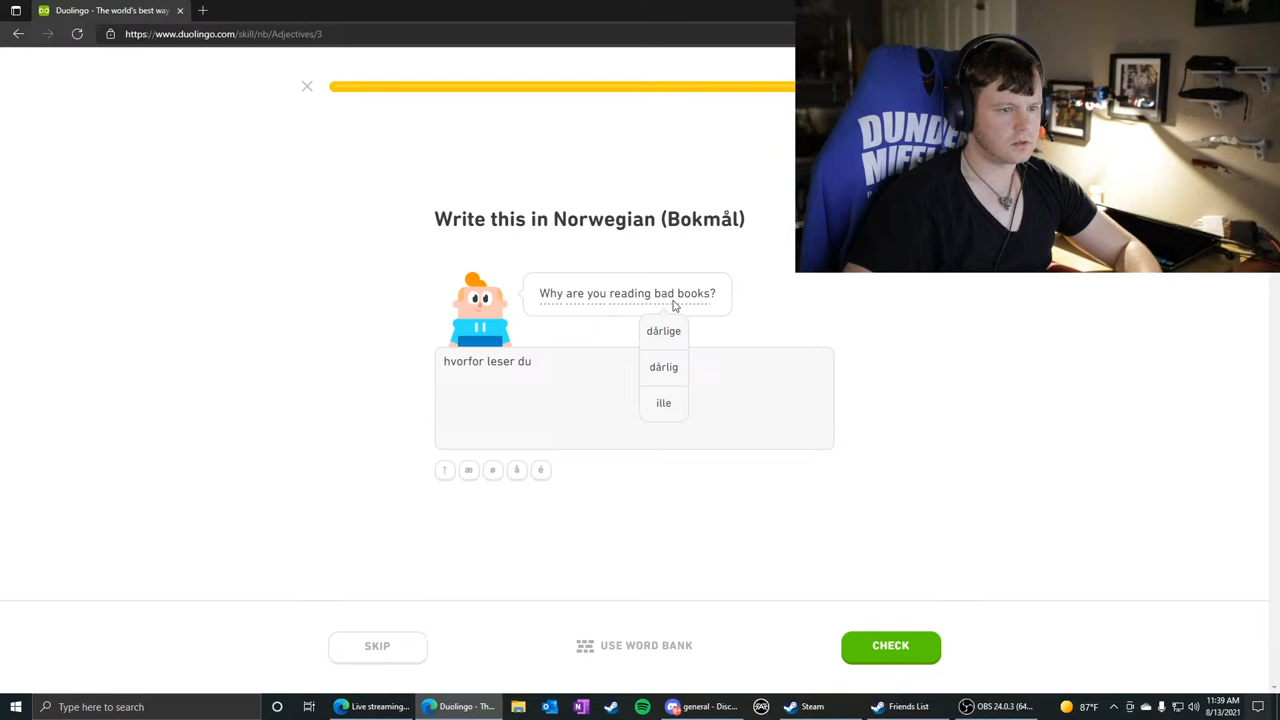 Duolingo - The world's best way
https://www.duolingo.com/skill/nb/Adjectives/3
DUNDER
MIFFLIN
Write this in Norwegian (Bokmål)
Why are you reading bad books?
dårlige
dårlig
ille
hvorfor leser du
↑ æ ø å é
SKIP
USE WORD BANK
CHECK
Type here to search
Live streaming...
Duolingo - Th...
general - Disc...
Steam
Friends List
OBS 24.0.3 (64...
87°F
11:39 AM
8/13/2021